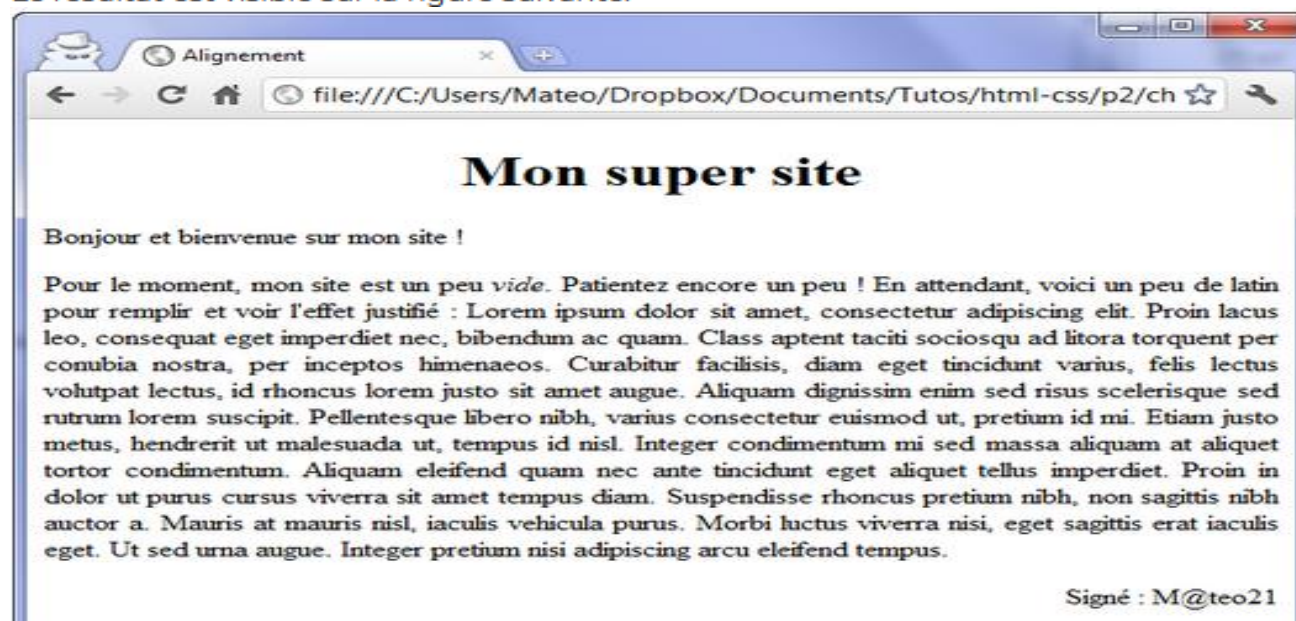 Le résultat est visible sur la figure suivante.
Alignement
file:///C:/Users/Mateo/Dropbox/Documents/Tutos/html-css/p2/ch
Mon super site
Bonjour et bienvenue sur mon site !
Pour le moment, mon site est un peu vide. Patientez encore un peu ! En attendant, voici un peu de latin
pour remplir et voir l'effet justifié : Lorem ipsum dolor sit amet, consectetur adipiscing elit. Proin lacus
leo, consequat eget imperdiet nec, bibendum ac quam. Class aptent taciti sociosqu ad litora torquent per
conubia nostra, per inceptos himenaeos. Curabitur facilisis, diam eget tincidunt varius, felis lectus
volutpat lectus, id rhoncus lorem justo sit amet augue. Aliquam dignissim enim sed risus scelerisque sed
rutrum lorem suscipit. Pellentesque libero nibh, varius consectetur euismod ut, pretium id mi. Etiam justo
metus, hendrerit ut malesuada ut, tempus id nisl. Integer condimentum mi sed massa aliquam at aliquet
tortor condimentum. Aliquam eleifend quam nec ante tincidunt eget aliquet tellus imperdiet. Proin in
dolor ut purus cursus viverra sit amet tempus diam. Suspendisse rhoncus pretium nibh, non sagittis nibh
auctor a. Mauris at mauris nisl, iaculis vehicula purus. Morbi luctus viverra nisi, eget sagittis erat iaculis
eget. Ut sed urna augue. Integer pretium nisi adipiscing arcu eleifend tempus.
Signé : M@teo21